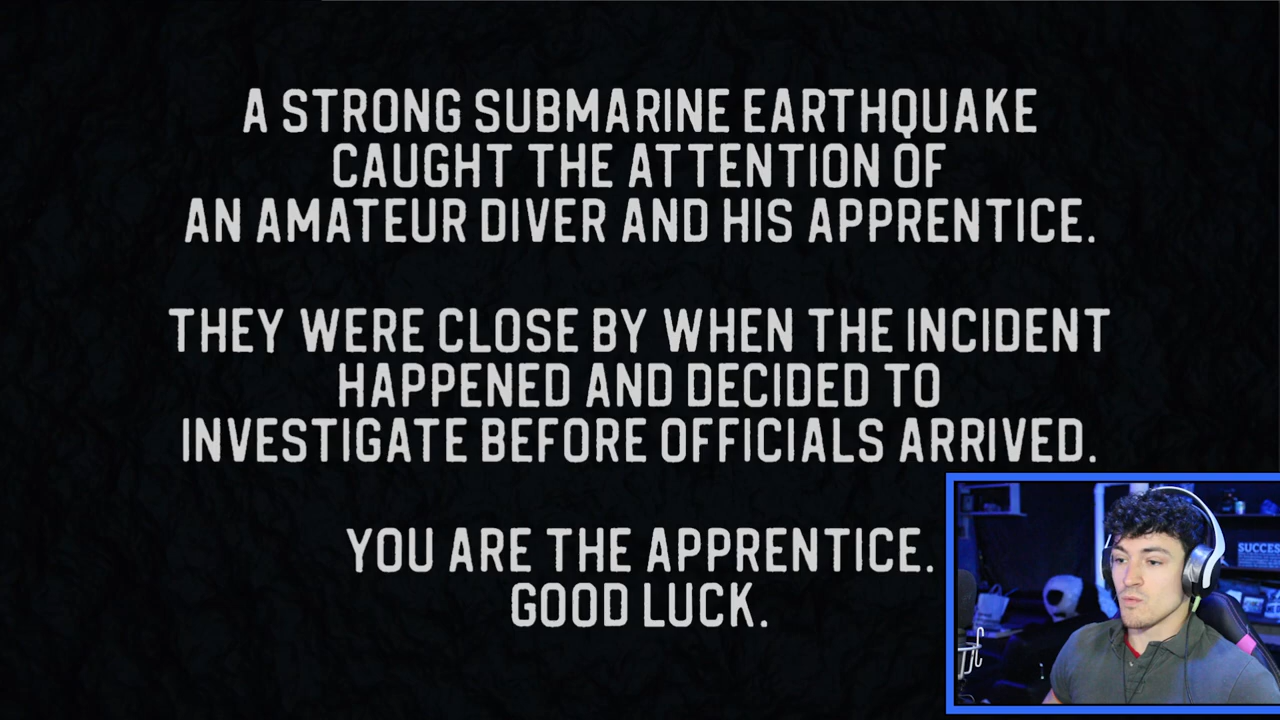 A STRONG SUBMARINE EARTHQUAKE
CAUGHT THE ATTENTION OF
AN AMATEUR DIVER AND HIS APPRENTICE.
THEY WERE CLOSE BY WHEN THE INCIDENT
HAPPENED AND DECIDED TO
INVESTIGATE BEFORE OFFICIALS ARRIVED.
YOU ARE THE APPRENTICE.
GOOD LUCK.